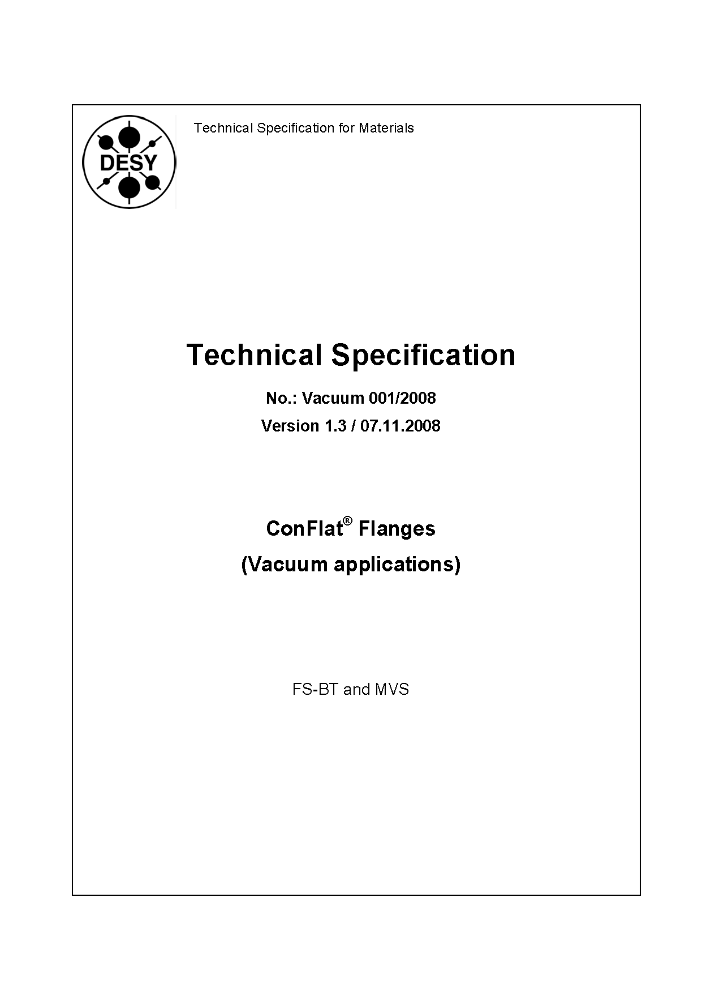 DESY
Technical Specification for Materials
Technical Specification
No.: Vacuum 001/2008
Version 1.3 / 07.11.2008
ConFlat® Flanges
(Vacuum applications)
FS-BT and MVS